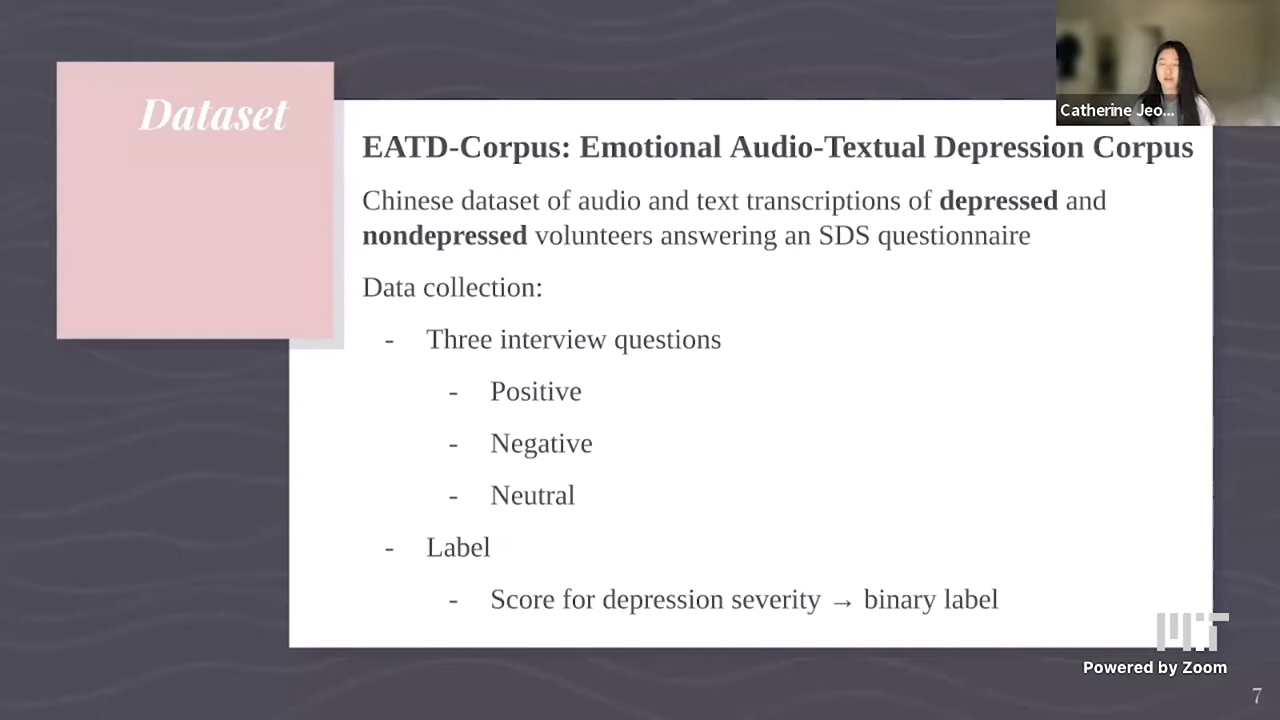 Dataset
Catherine Jeo...
EATD-Corpus: Emotional Audio-Textual Depression Corpus
Chinese dataset of audio and text transcriptions of depressed and
nondepressed volunteers answering an SDS questionnaire
Data collection:
- Three interview questions
- Positive
- Negative
- Neutral
- Label
- Score for depression severity → binary label
MIT
Powered by Zoom
7